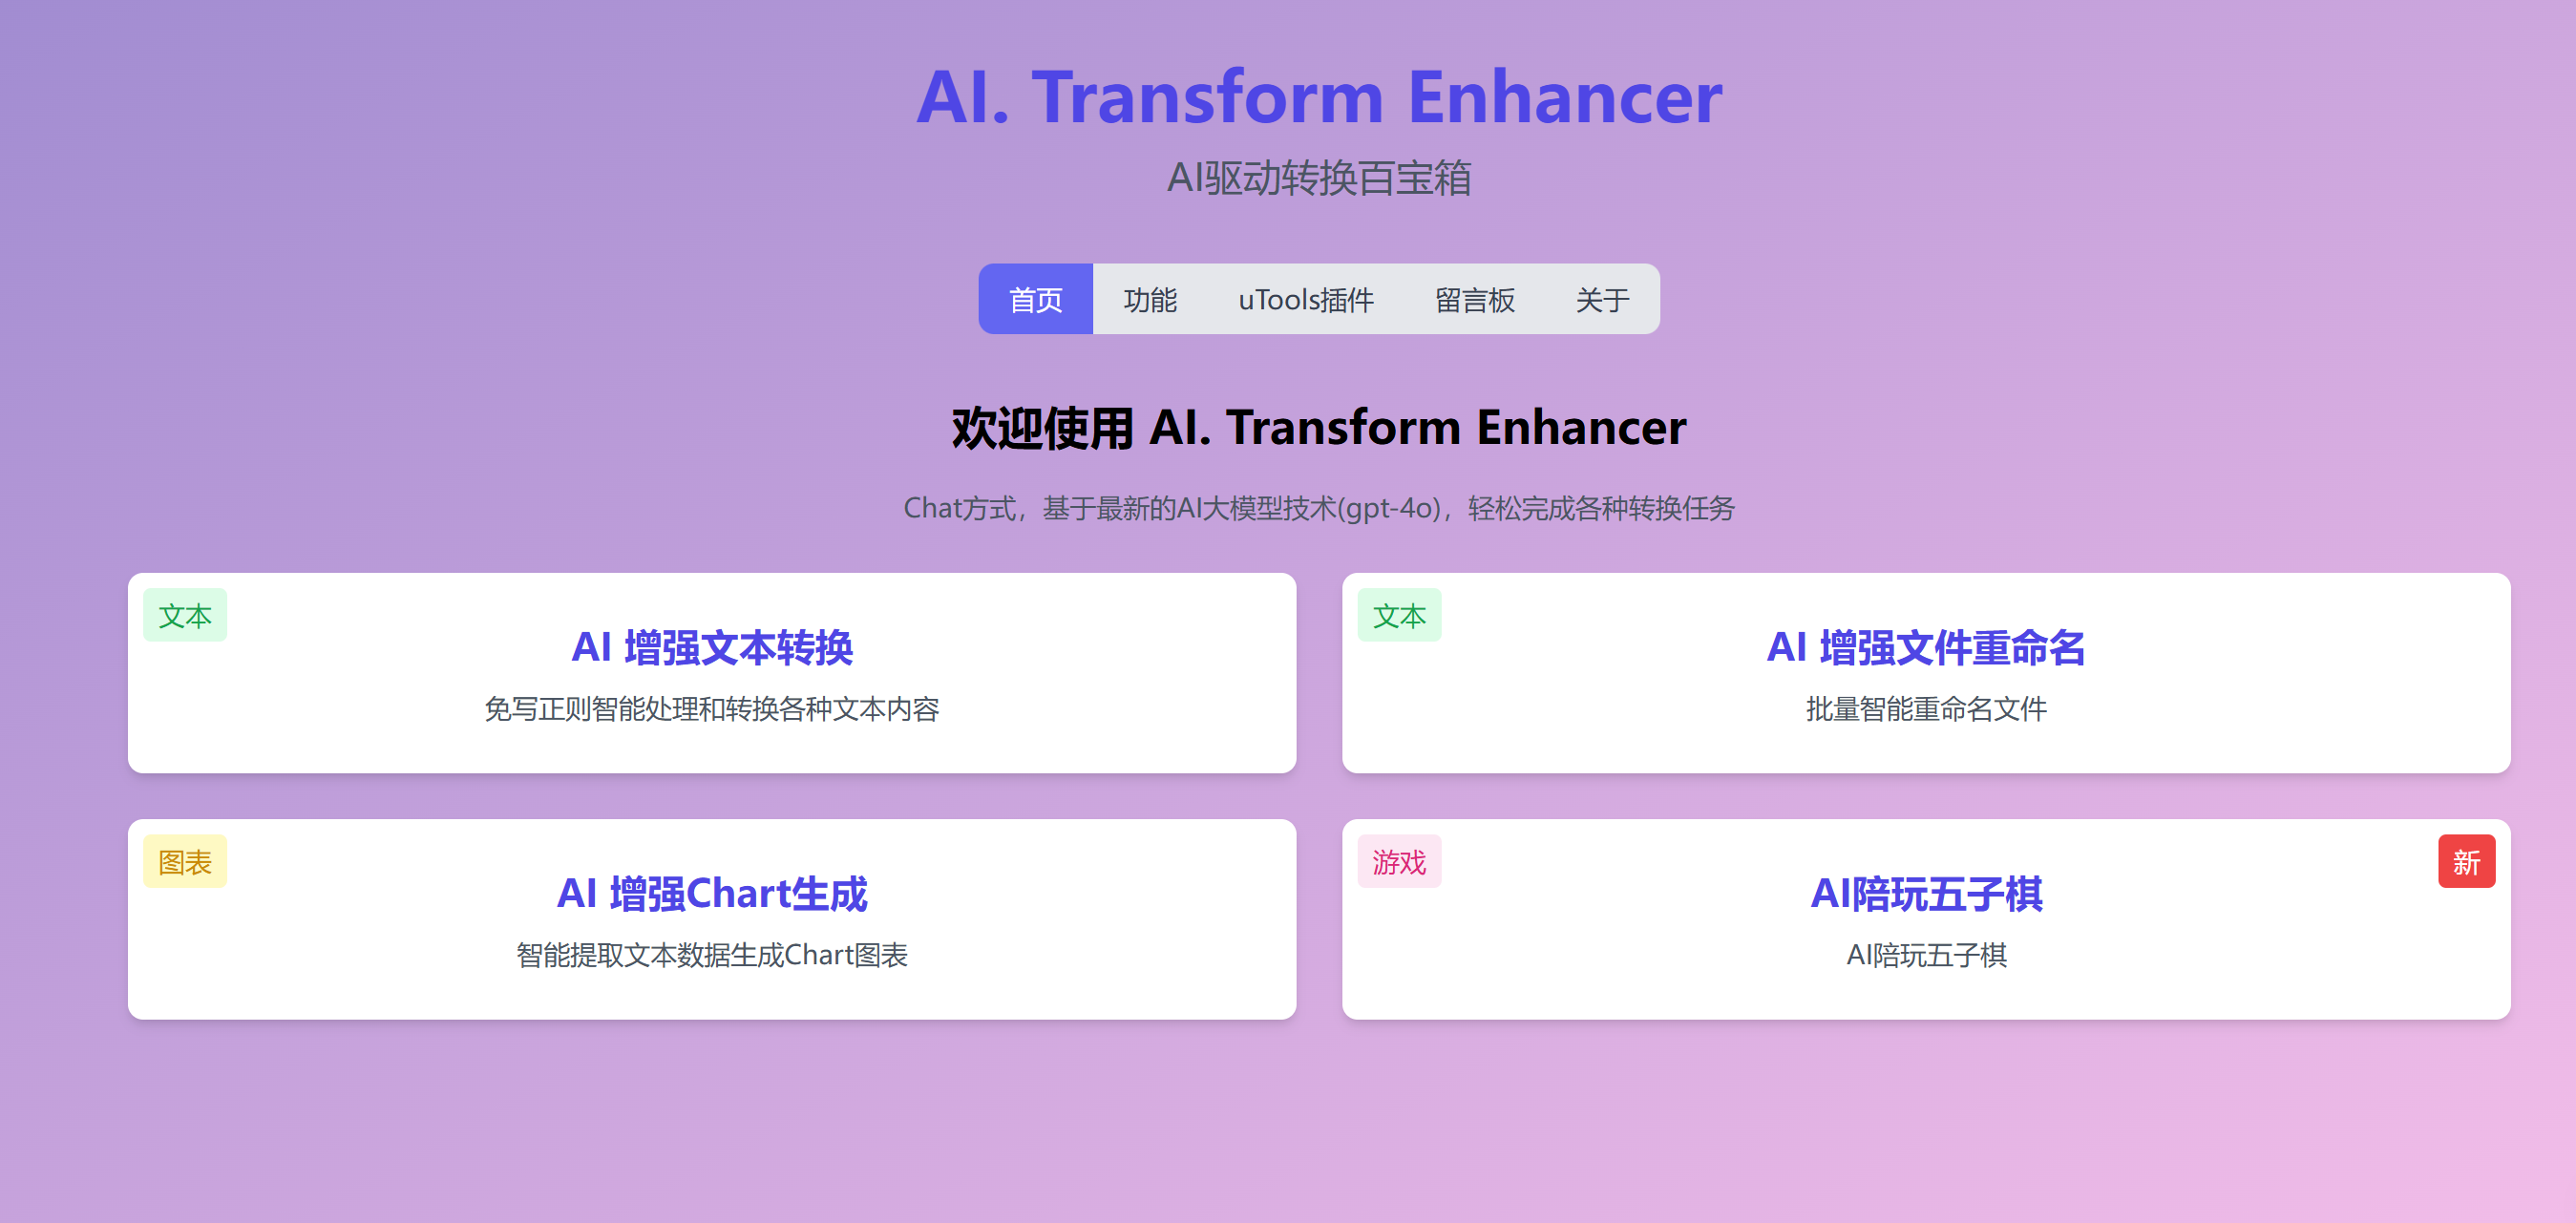 AI. Transform Enhancer
AI驱动转换百宝箱
首页 功能 uTools插件 留言板 关于
欢迎使用 AI. Transform Enhancer
Chat方式，基于最新的AI大模型技术(gpt-4o)，轻松完成各种转换任务
文本
AI 增强文本转换
免写正则智能处理和转换各种文本内容
文本
AI 增强文件重命名
批量智能重命名文件
图表
AI 增强Chart生成
智能提取文本数据生成Chart图表
游戏
新
AI陪玩五子棋
AI陪玩五子棋